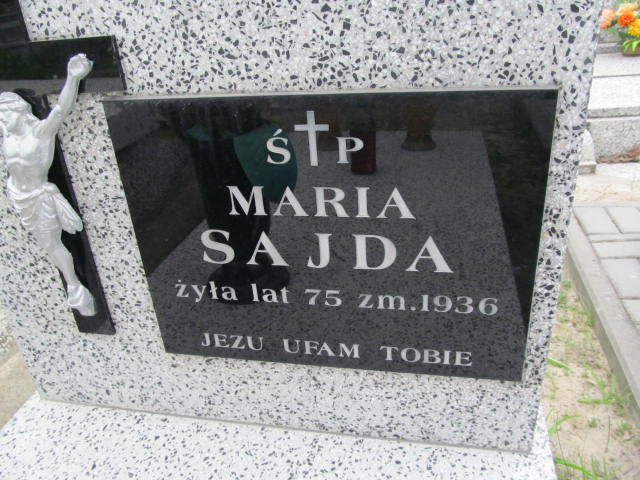 Ś P
MARIA
SAJDA
żyła lat 75 zm.1936
JEZU UFAM TOBIE